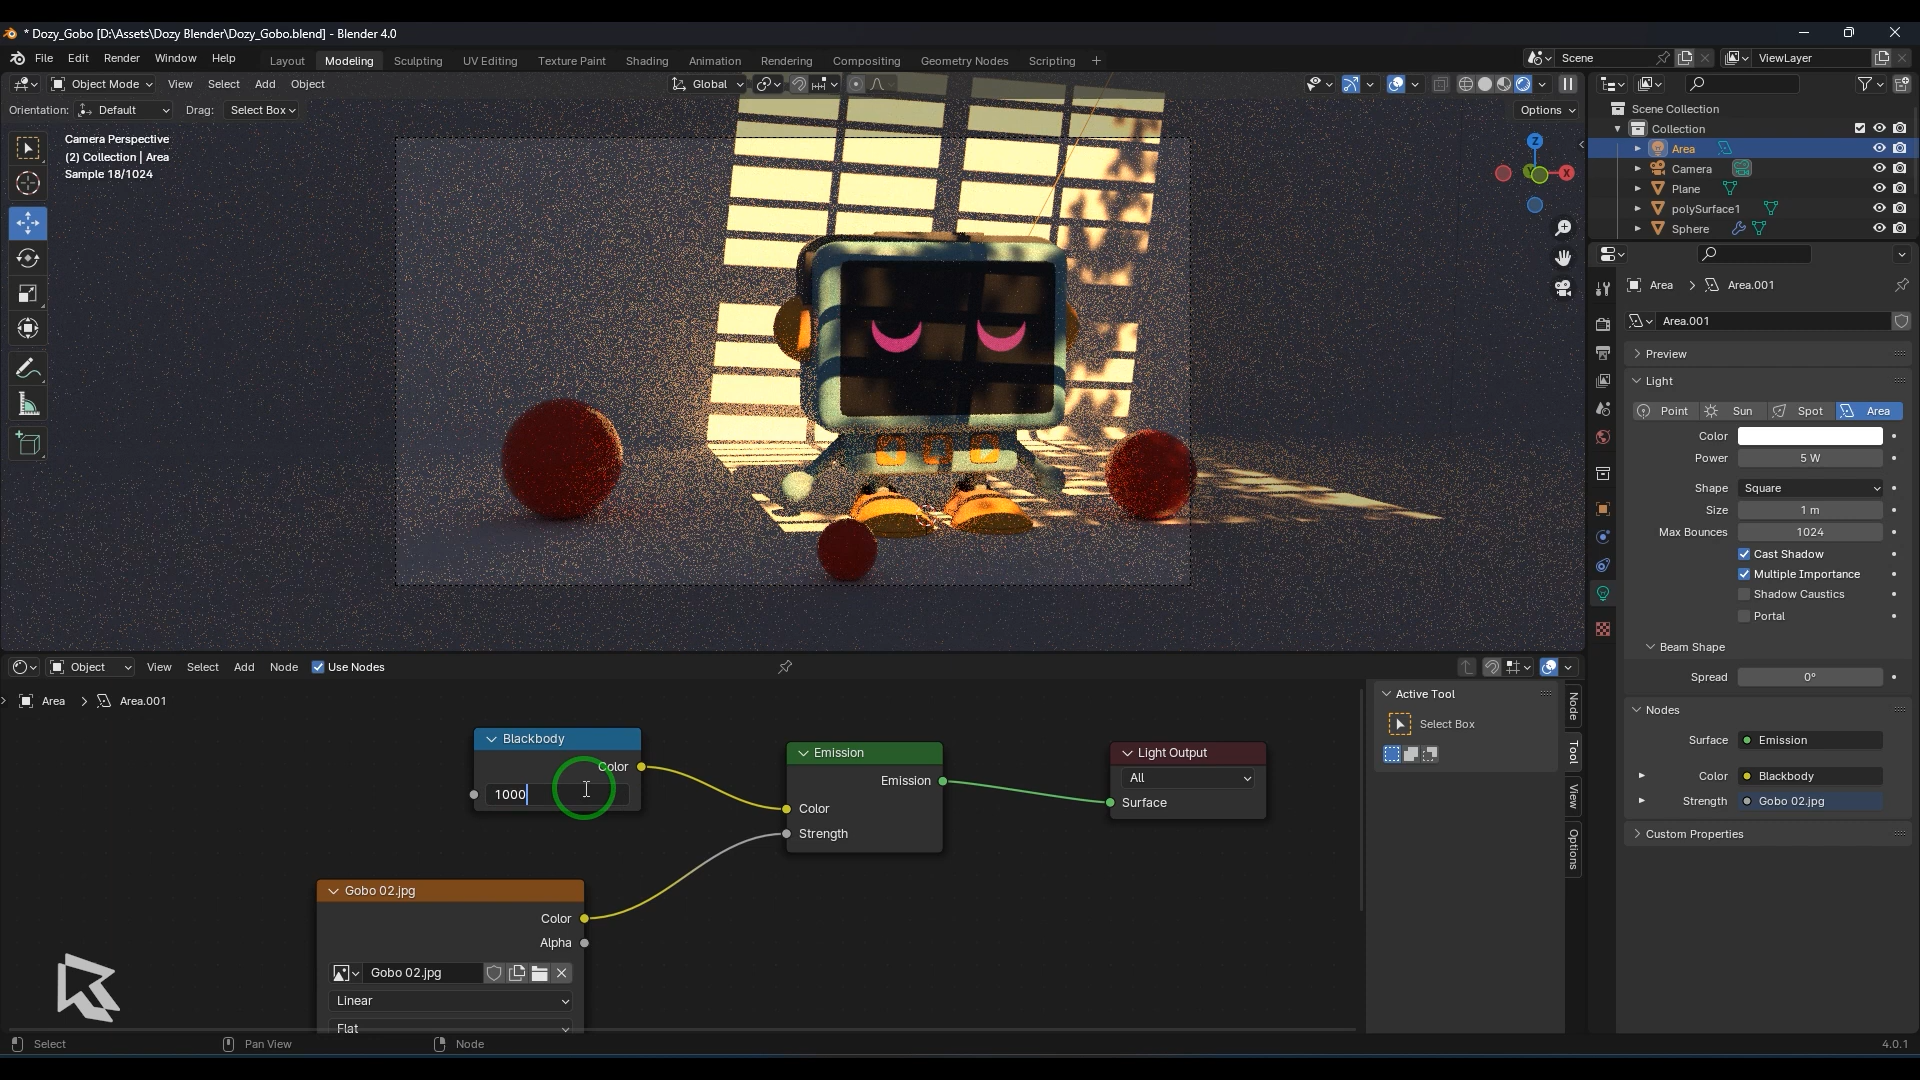 * Dozy_Gobo [D:\Assets\Dozy Blender\Dozy_Gobo.blend] - Blender 4.0
File Edit Render Window Help Layout Modeling Sculpting UV Editing Texture Paint Shading Animation Rendering Compositing Geometry Nodes Scripting + Scene ViewLayer
Object Mode View Select Add Object Global
Orientation: Default Drag: Select Box Options
Camera Perspective
(2) Collection | Area
Sample 18/1024
Z
X
Scene Collection
Collection
Area
Camera
Plane
polySurface1
Sphere
Area > Area.001
Area.001
Preview
Light
Point Sun Spot Area
Color
Power 5 W
Shape Square
Size 1 m
Max Bounces 1024
Cast Shadow
Multiple Importance
Shadow Caustics
Portal
Beam Shape
Spread 0°
Nodes
Surface Emission
Color Blackbody
Strength Gobo 02.jpg
Custom Properties
Object View Select Add Node Use Nodes
Area > Area.001
Blackbody
Color
1000
Emission
Emission
Color
Strength
Light Output
All
Surface
Gobo 02.jpg
Color
Alpha
Gobo 02.jpg
Linear
Flat
Active Tool
Select Box
Node
Tool
View
Options
Select Pan View Node 4.0.1